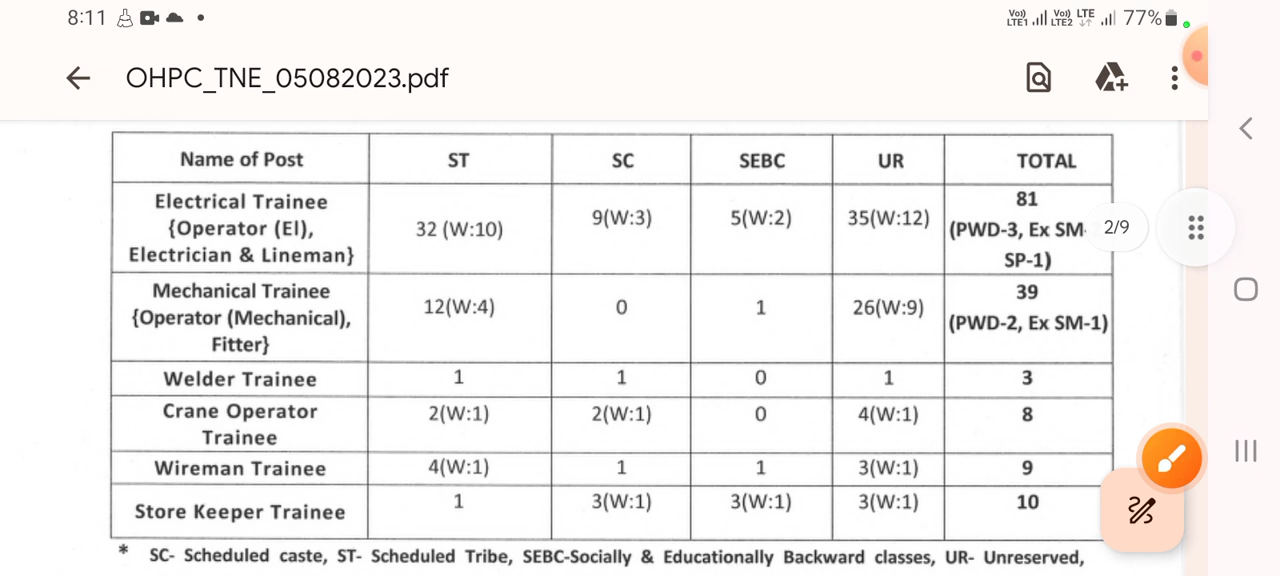 8:11
Vo)) LTE1 Vo)) LTE2 LTE 77%
OHPC_TNE_05082023.pdf
Name of Post ST SC SEBC UR TOTAL
Electrical Trainee
{Operator (El),
Electrician & Lineman}
32 (W:10) 9(W:3) 5(W:2) 35(W:12)
81
(PWD-3, Ex SM-
SP-1)
2/9
Mechanical Trainee
{Operator (Mechanical),
Fitter}
12(W:4) 0 1 26(W:9)
39
(PWD-2, Ex SM-1)
Welder Trainee 1 1 0 1 3
Crane Operator
Trainee
2(W:1) 2(W:1) 0 4(W:1) 8
Wireman Trainee 4(W:1) 1 1 3(W:1) 9
Store Keeper Trainee 1 3(W:1) 3(W:1) 3(W:1) 10
* SC- Scheduled caste, ST- Scheduled Tribe, SEBC-Socially & Educationally Backward classes, UR- Unreserved,